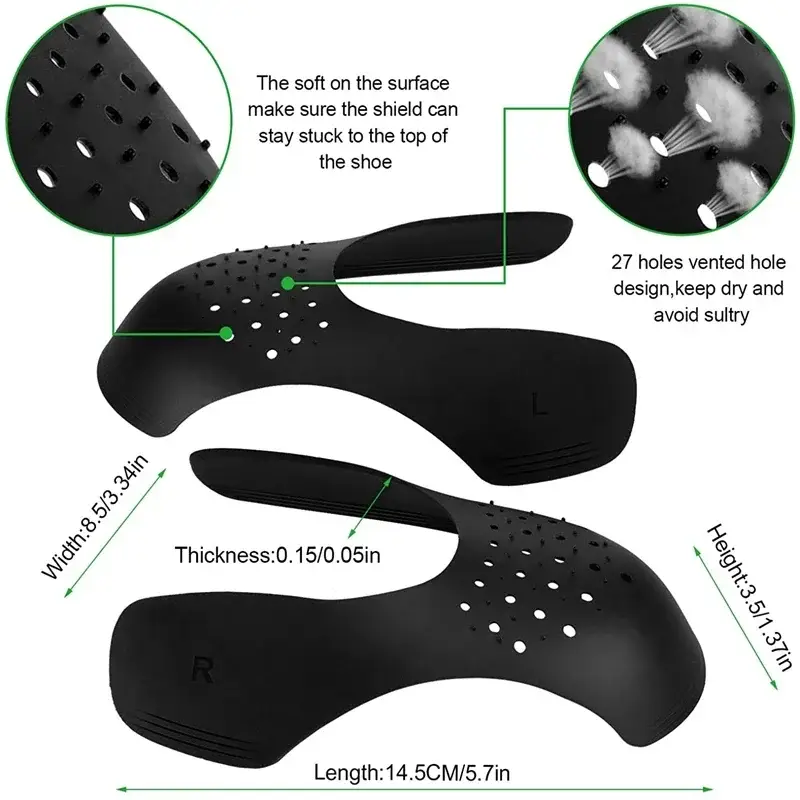 The soft on the surface
make sure the shield can
stay stuck to the top of
the shoe
27 holes vented hole
design,keep dry and
avoid sultry
L
Width:8.5/3.34in
Thickness:0.15/0.05in
Height:3.5/1.37in
R
Length:14.5CM/5.7in